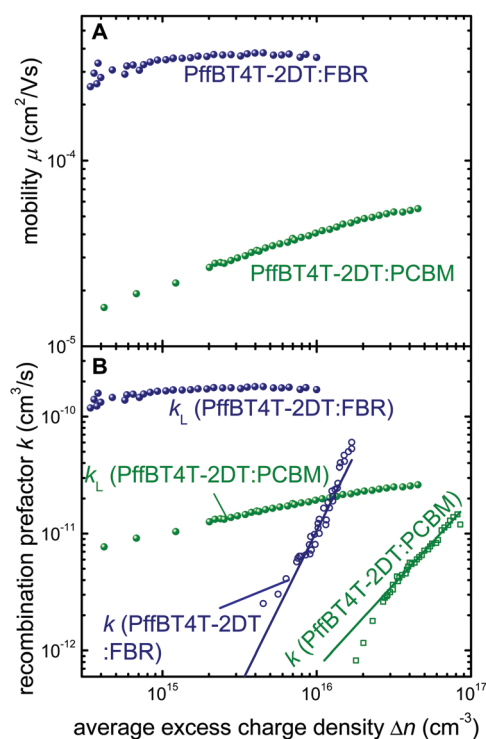 A
PffBT4T-2DT:FBR
mobility μ (cm²/Vs)
10⁻⁴
PffBT4T-2DT:PCBM
10⁻⁵
B
recombination prefactor k (cm³/s)
10⁻¹⁰
k_L (PffBT4T-2DT:FBR)
k_L (PffBT4T-2DT:PCBM)
10⁻¹¹
k (PffBT4T-2DT
:FBR)
k (PffBT4T-2DT:PCBM)
10⁻¹²
10¹⁵
10¹⁶
10¹⁷
average excess charge density Δn (cm⁻³)